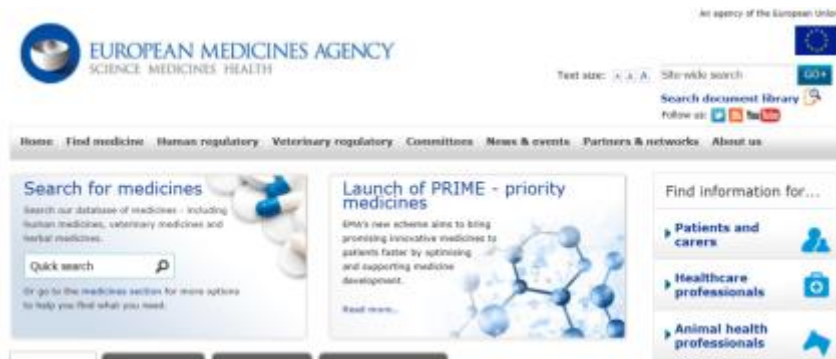 An agency of the European Union
EUROPEAN MEDICINES AGENCY
SCIENCE MEDICINES HEALTH
Text size: A A A
Site-wide search
GO
Search document library
Follow us: You Tube
Home Find medicine Human regulatory Veterinary regulatory Committees News & events Partners & networks About us
Search for medicines
Search our database of medicines - including
human medicines, veterinary medicines and
herbal medicines.
Quick search
Or go to the medicines section for more options
to help you find what you need.
Launch of PRIME - priority
medicines
EMA's new scheme aims to bring
promising innovative medicines to
patients faster by optimising
and supporting medicine
development.
Read more..
Find information for...
Patients and
carers
Healthcare
professionals
Animal health
professionals